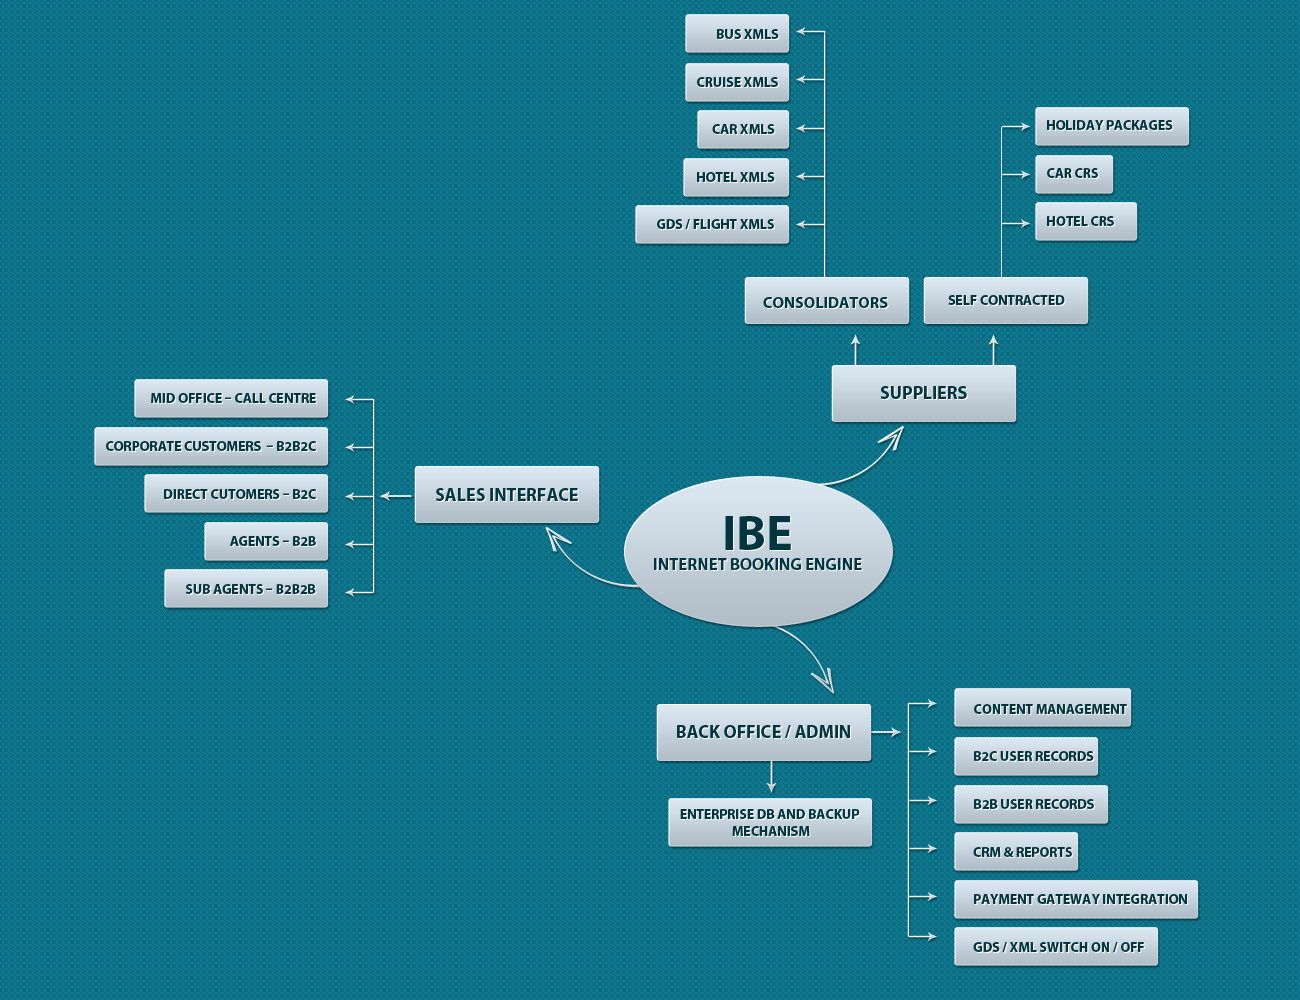 BUS XMLS
CRUISE XMLS
CAR XMLS
HOTEL XMLS
GDS / FLIGHT XMLS
HOLIDAY PACKAGES
CAR CRS
HOTEL CRS
CONSOLIDATORS
SELF CONTRACTED
SUPPLIERS
MID OFFICE – CALL CENTRE
CORPORATE CUSTOMERS – B2B2C
DIRECT CUTOMERS – B2C
AGENTS – B2B
SUB AGENTS – B2B2B
SALES INTERFACE
IBE
INTERNET BOOKING ENGINE
BACK OFFICE / ADMIN
ENTERPRISE DB AND BACKUP
MECHANISM
CONTENT MANAGEMENT
B2C USER RECORDS
B2B USER RECORDS
CRM & REPORTS
PAYMENT GATEWAY INTEGRATION
GDS / XML SWITCH ON / OFF